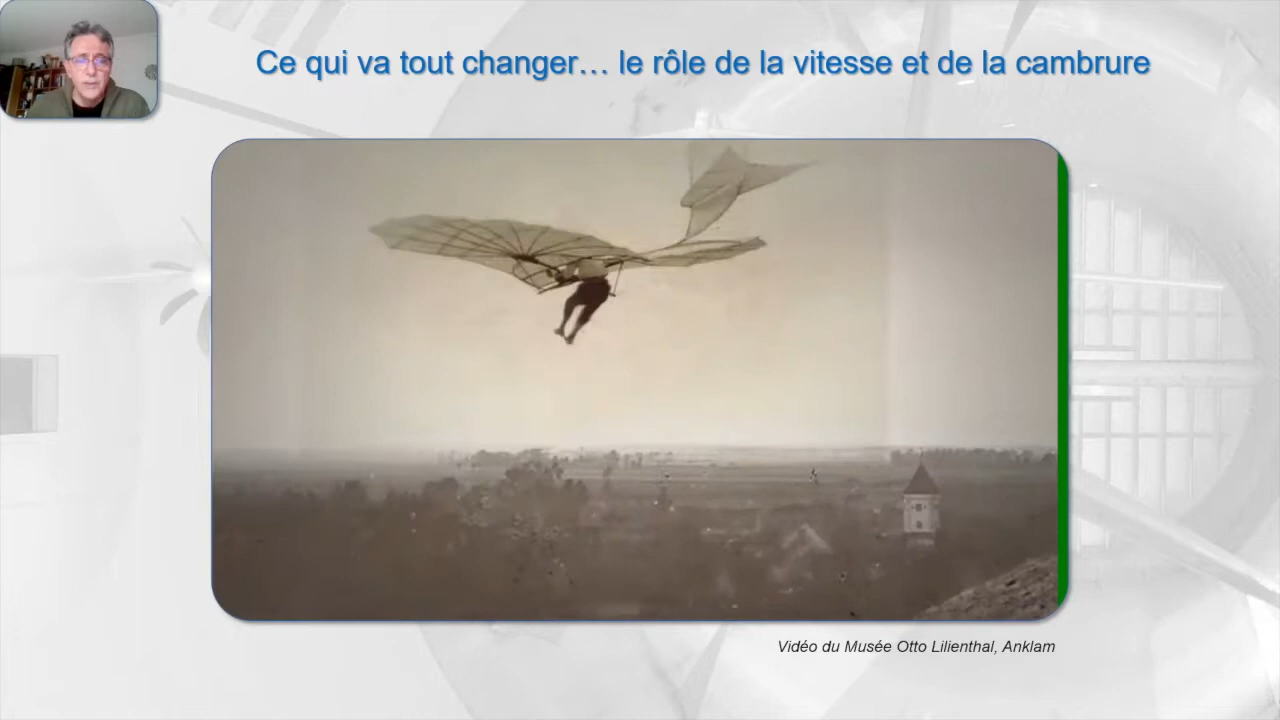 Ce qui va tout changer… le rôle de la vitesse et de la cambrure
Vidéo du Musée Otto Lilienthal, Anklam